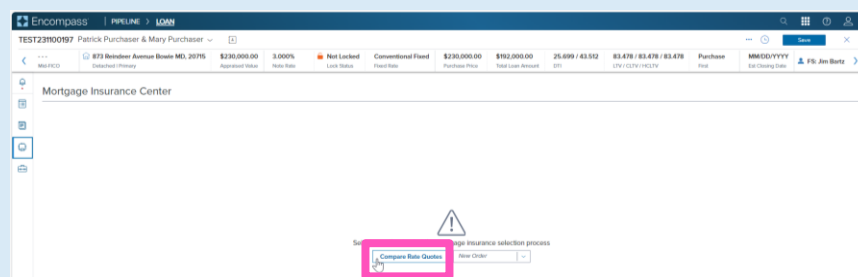 Encompass PIPELINE > LOAN
TEST231100197 Patrick Purchaser & Mary Purchaser
... Save
--- 873 Reindeer Avenue Bowie MD, 20715 $230,000.00 3.000% Not Locked Conventional Fixed $230,000.00 $192,000.00 25.699 / 43.512 83.478 / 83.478 / 83.478 Purchase MM/DD/YYYY FS: Jim Bartz
Mid-FICO Detached | Primary Appraised Value Note Rate Lock Status Fixed Rate Purchase Price Total Loan Amount DTI LTV / CLTV / HCLTV First Est Closing Date
Mortgage Insurance Center
insurance selection process
Compare Rate Quotes New Order